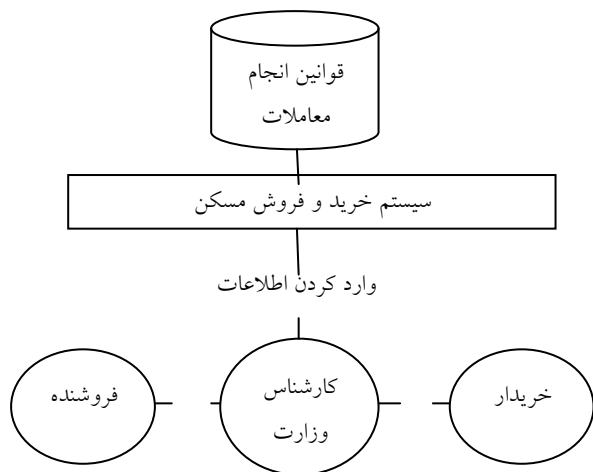 قوانین انجام
معاملات
سیستم خرید و فروش مسکن
وارد کردن اطلاعات
خریدار
کارشناس
وزارت
فروشنده